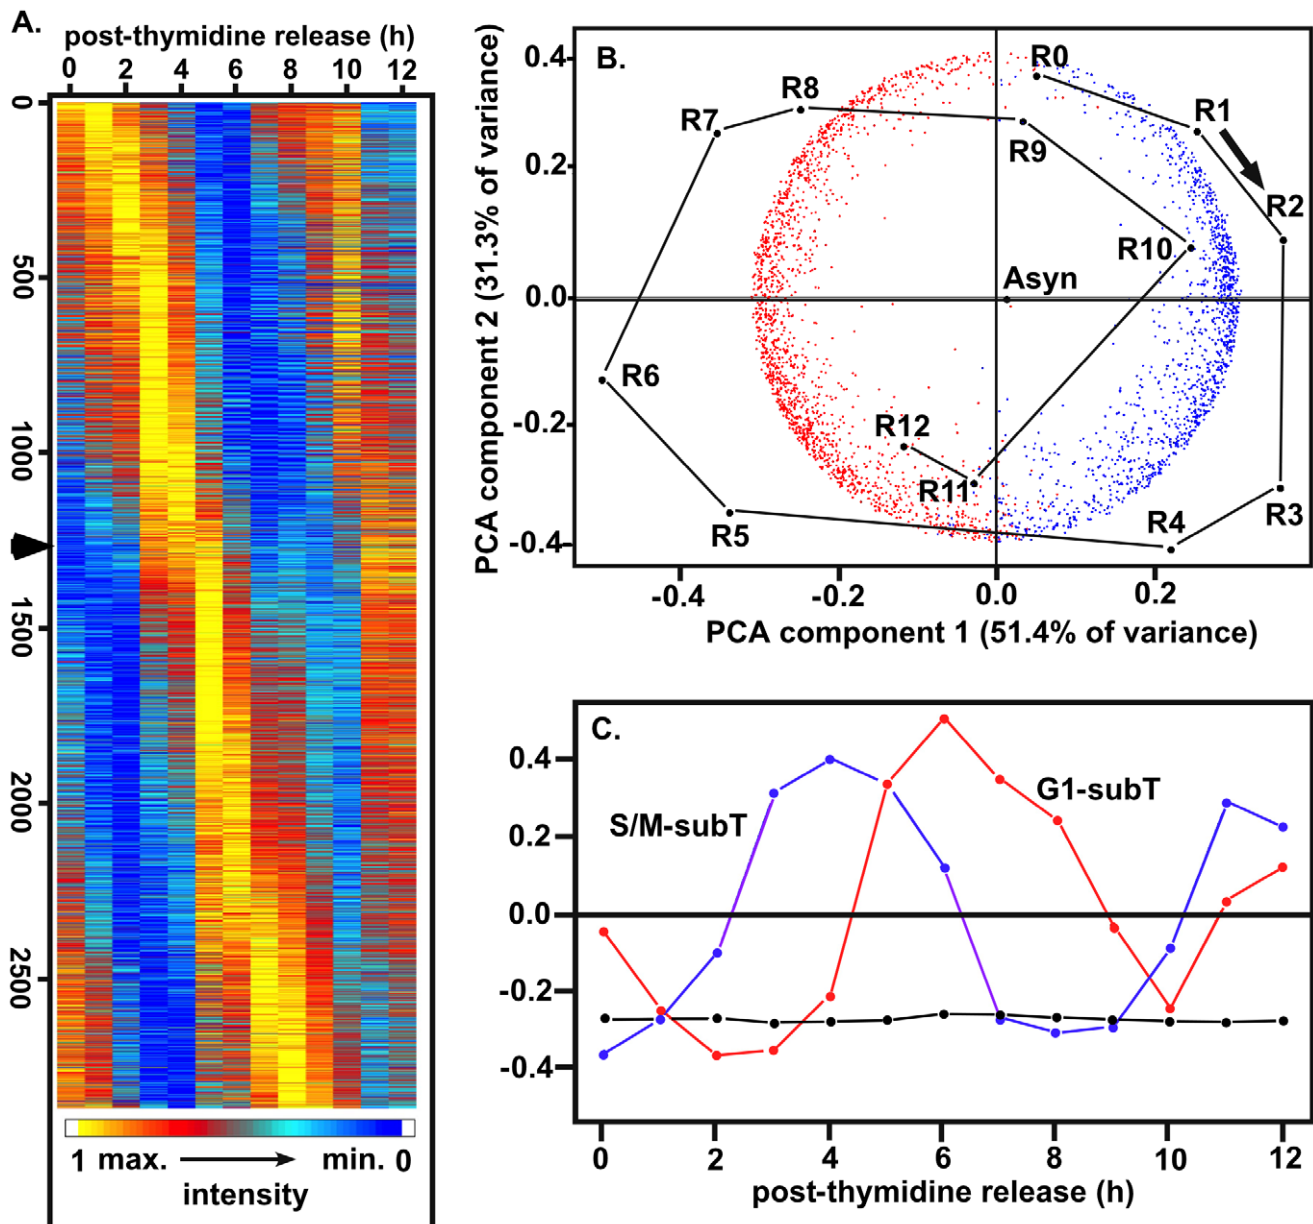 A.
post-thymidine release (h)
0 2 4 6 8 10 12
0
500
1000
1500
2000
2500
1 max. min. 0
intensity
B.
PCA component 2 (31.3% of variance)
0.4
0.2
0.0
-0.2
-0.4
R0
R1
R2
R3
R4
R5
R6
R7
R8
R9
R10
R11
R12
Asyn
-0.4 -0.2 0.0 0.2
PCA component 1 (51.4% of variance)
C.
0.4
0.2
0.0
-0.2
-0.4
S/M-subT
G1-subT
0 2 4 6 8 10 12
post-thymidine release (h)